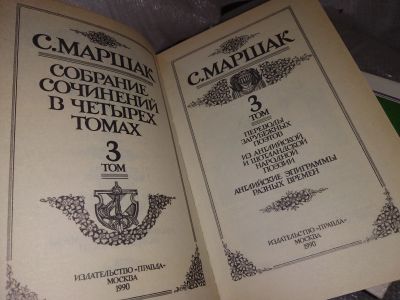 С. МАРШАК
СОБРАНИЕ
СОЧИНЕНИЙ
В ЧЕТЫРЕХ
ТОМАХ
3
ТОМ
ИЗДАТЕЛЬСТВО «ПРАВДА»
МОСКВА
1990
С. МАРШАК
3
ТОМ
ПЕРЕВОДЫ
ЗАРУБЕЖНЫХ
ПОЭТОВ
ИЗ АНГЛИЙСКОЙ
И ШОТЛАНДСКОЙ
НАРОДНОЙ
ПОЭЗИИ
АНГЛИЙСКИЕ ЭПИГРАММЫ
РАЗНЫХ ВРЕМЕН
ИЗДАТЕЛЬСТВО «ПРАВДА»
МОСКВА
1990